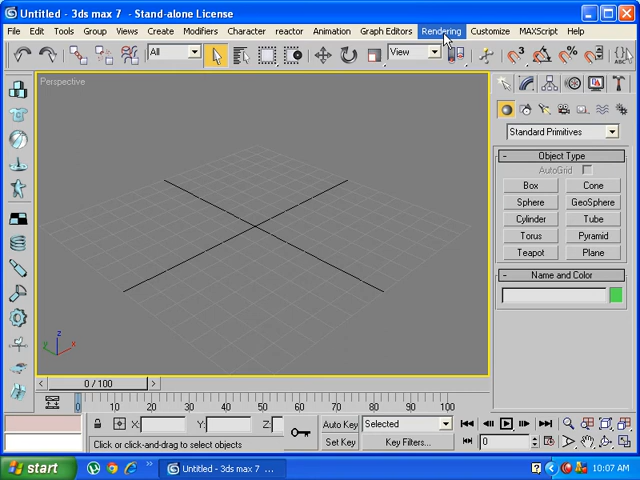 Untitled - 3ds max 7 - Stand-alone License
File Edit Tools Group Views Create Modifiers Character reactor Animation Graph Editors Rendering Customize MAXScript Help
All View
Perspective
z
y x
Standard Primitives
- Object Type
AutoGrid
Box Cone
Sphere GeoSphere
Cylinder Tube
Torus Pyramid
Teapot Plane
- Name and Color
< 0 / 100 >
0 10 20 30 40 50 60 70 80 90 100
X: Y: Z: Auto Key Selected
Click or click-and-drag to select objects Set Key Key Filters... 0
start Untitled - 3ds max 7 ... 10:07 AM